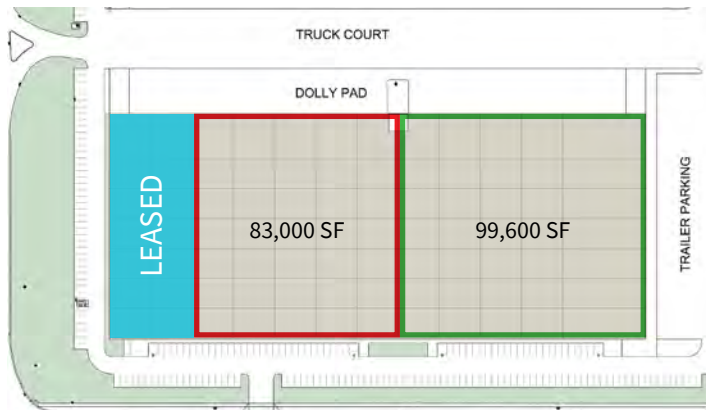 TRUCK COURT
DOLLY PAD
LEASED
83,000 SF
99,600 SF
TRAILER PARKING